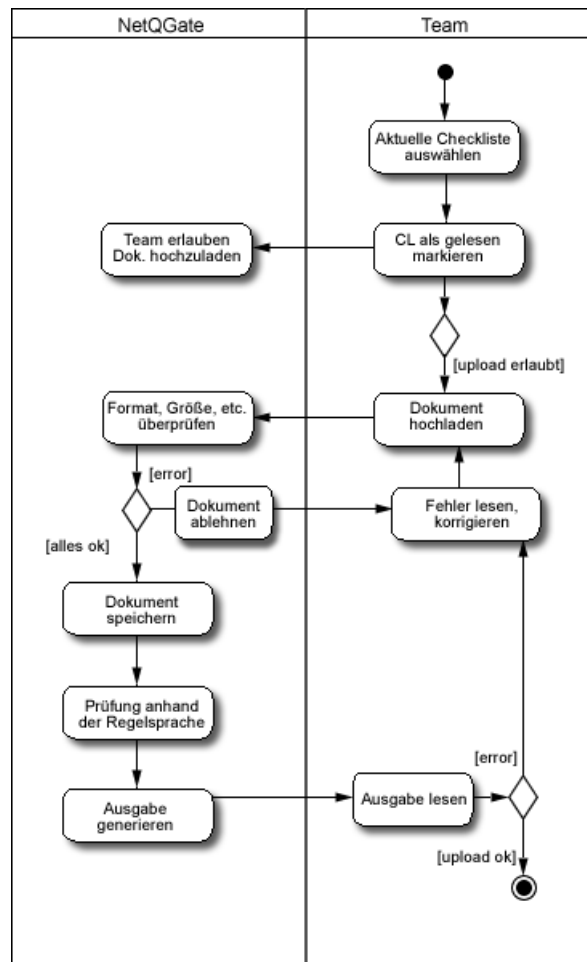 NetQGate
Team
Aktuelle Checkliste
auswählen
Team erlauben
Dok. hochzuladen
CL als gelesen
markieren
[upload erlaubt]
Format, Größe, etc.
überprüfen
Dokument
hochladen
[error]
Dokument
ablehnen
Fehler lesen,
korrigieren
[alles ok]
Dokument
speichern
Prüfung anhand
der Regelsprache
[error]
Ausgabe
generieren
Ausgabe lesen
[upload ok]